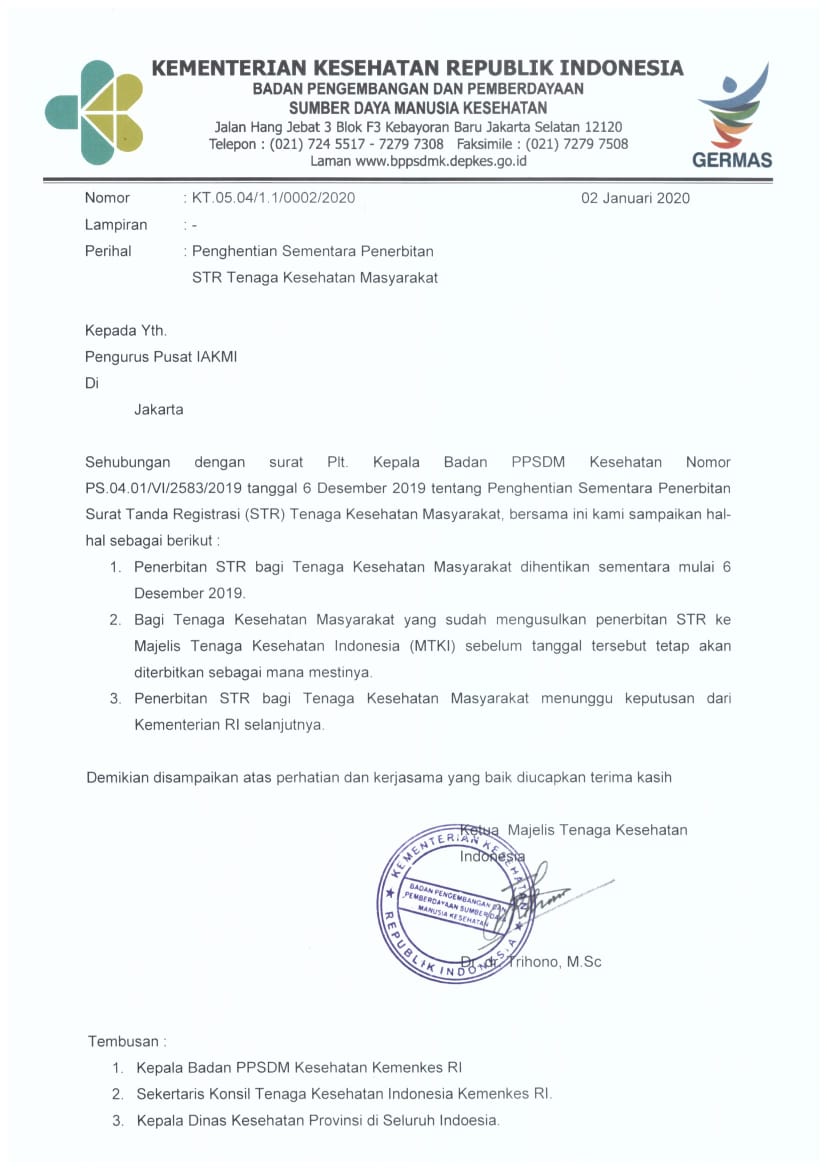 KEMENTERIAN KESEHATAN REPUBLIK INDONESIA
BADAN PENGEMBANGAN DAN PEMBERDAYAAN
SUMBER DAYA MANUSIA KESEHATAN
Jalan Hang Jebat 3 Blok F3 Kebayoran Baru Jakarta Selatan 12120
Telepon : (021) 724 5517 - 7279 7308 Faksimile : (021) 7279 7508
Laman www.bppsdmk.depkes.go.id
GERMAS
Nomor : KT.05.04/1.1/0002/2020 02 Januari 2020
Lampiran : -
Perihal : Penghentian Sementara Penerbitan
STR Tenaga Kesehatan Masyarakat
Kepada Yth.
Pengurus Pusat IAKMI
Di
Jakarta
Sehubungan dengan surat Plt. Kepala Badan PPSDM Kesehatan Nomor
PS.04.01/VI/2583/2019 tanggal 6 Desember 2019 tentang Penghentian Sementara Penerbitan
Surat Tanda Registrasi (STR) Tenaga Kesehatan Masyarakat, bersama ini kami sampaikan hal-
hal sebagai berikut :
1. Penerbitan STR bagi Tenaga Kesehatan Masyarakat dihentikan sementara mulai 6
Desember 2019.
2. Bagi Tenaga Kesehatan Masyarakat yang sudah mengusulkan penerbitan STR ke
Majelis Tenaga Kesehatan Indonesia (MTKI) sebelum tanggal tersebut tetap akan
diterbitkan sebagai mana mestinya.
3. Penerbitan STR bagi Tenaga Kesehatan Masyarakat menunggu keputusan dari
Kementerian RI selanjutnya.
Demikian disampaikan atas perhatian dan kerjasama yang baik diucapkan terima kasih
Ketua Majelis Tenaga Kesehatan
Indonesia
KEMENTERIAN KESEHATAN
BADAN PENGEMBANGAN DAN
PEMBERDAYAAN SUMBER DAYA
MANUSIA KESEHATAN
REPUBLIK INDONESIA
Dr. dr. Trihono, M.Sc
Tembusan :
1. Kepala Badan PPSDM Kesehatan Kemenkes RI
2. Sekertaris Konsil Tenaga Kesehatan Indonesia Kemenkes RI.
3. Kepala Dinas Kesehatan Provinsi di Seluruh Indoesia.